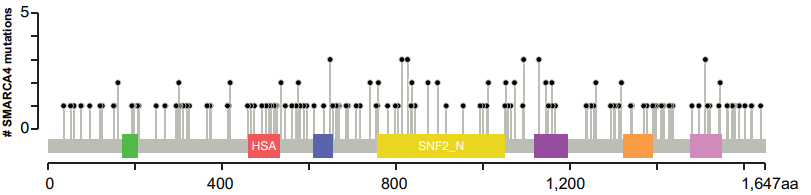 # SMARCA4 mutations
5
0
HSA
SNF2_N
0
400
800
1,200
1,647aa